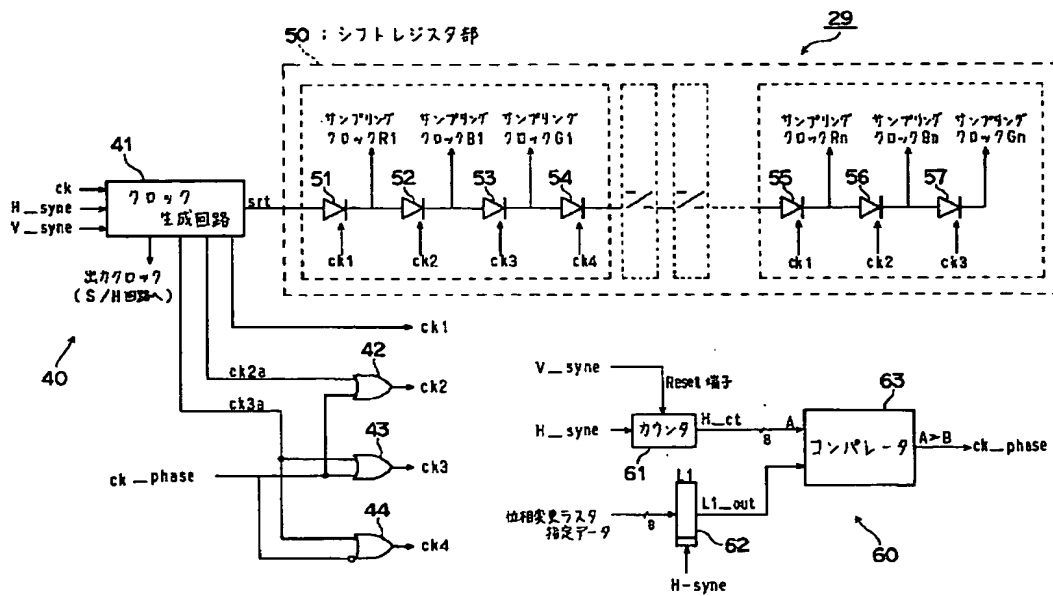 50 : シフトレジスタ部
29
41
ck
H_syne
V_syne
クロック
生成回路
srt
出力クロック
(S/H回路へ)
サンプリング
クロックR1
サンプリング
クロックB1
サンプリング
クロックG1
サンプリング
クロックRn
サンプリング
クロックBn
サンプリング
クロックGn
51
52
53
54
55
56
57
ck1
ck2
ck3
ck4
ck1
ck2
ck3
40
ck1
ck2a
42
ck2
ck3a
43
ck3
ck_phase
44
ck4
V_syne
Reset 端子
H_syne
カウンタ
61
H_ct
8
A
63
コンパレータ
A>B
ck_phase
L1
L1_out
位相変更ラスタ
指定データ
8
62
H-syne
60